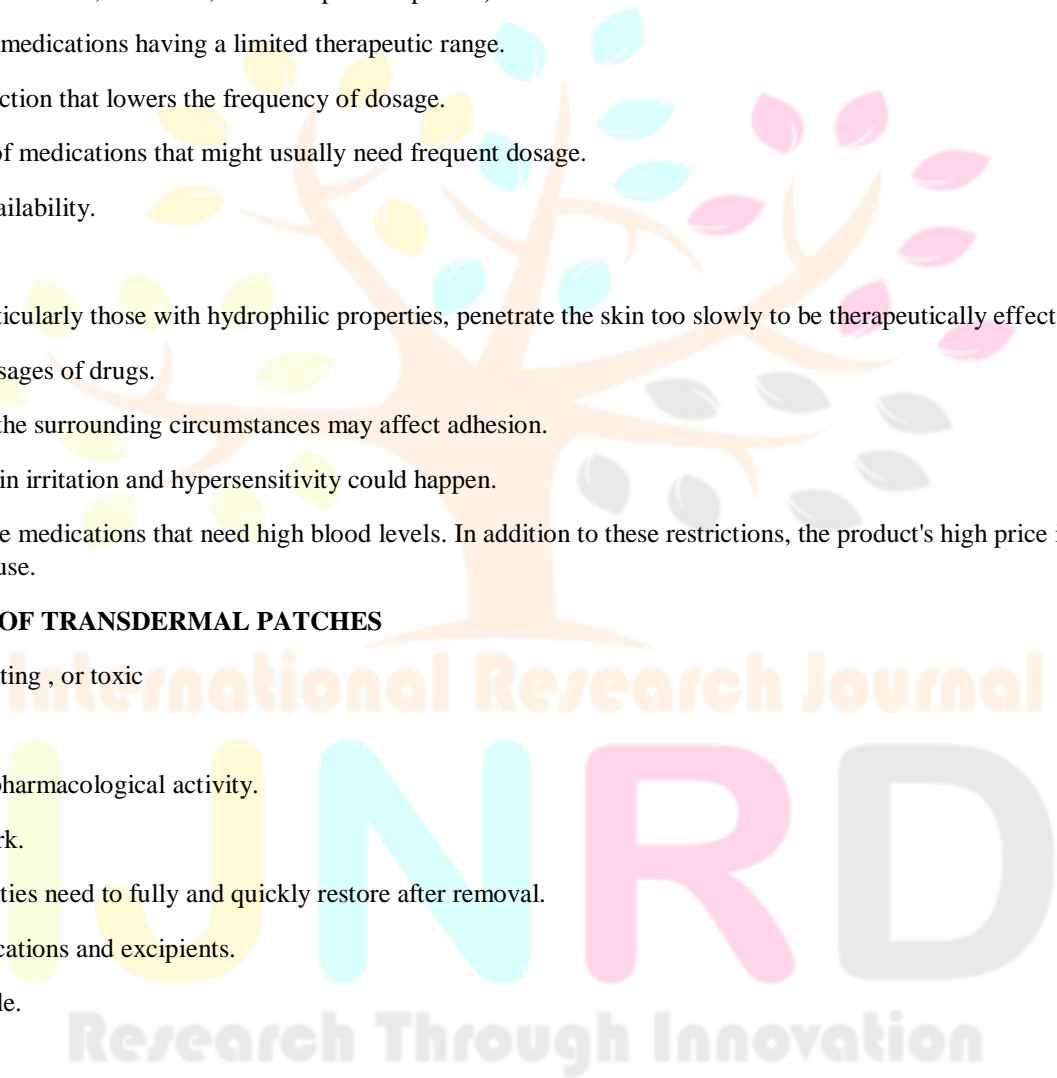 medications having a limited therapeutic range.
ction that lowers the frequency of dosage.
of medications that might usually need frequent dosage.
ailability.
ticularly those with hydrophilic properties, penetrate the skin too slowly to be therapeutically effect
sages of drugs.
the surrounding circumstances may affect adhesion.
in irritation and hypersensitivity could happen.
e medications that need high blood levels. In addition to these restrictions, the product's high price i
use.
OF TRANSDERMAL PATCHES
ting , or toxic
International Research Journal
pharmacological activity.
rk.
ties need to fully and quickly restore after removal.
cations and excipients.
le.
IJNRD
Research Through Innovation